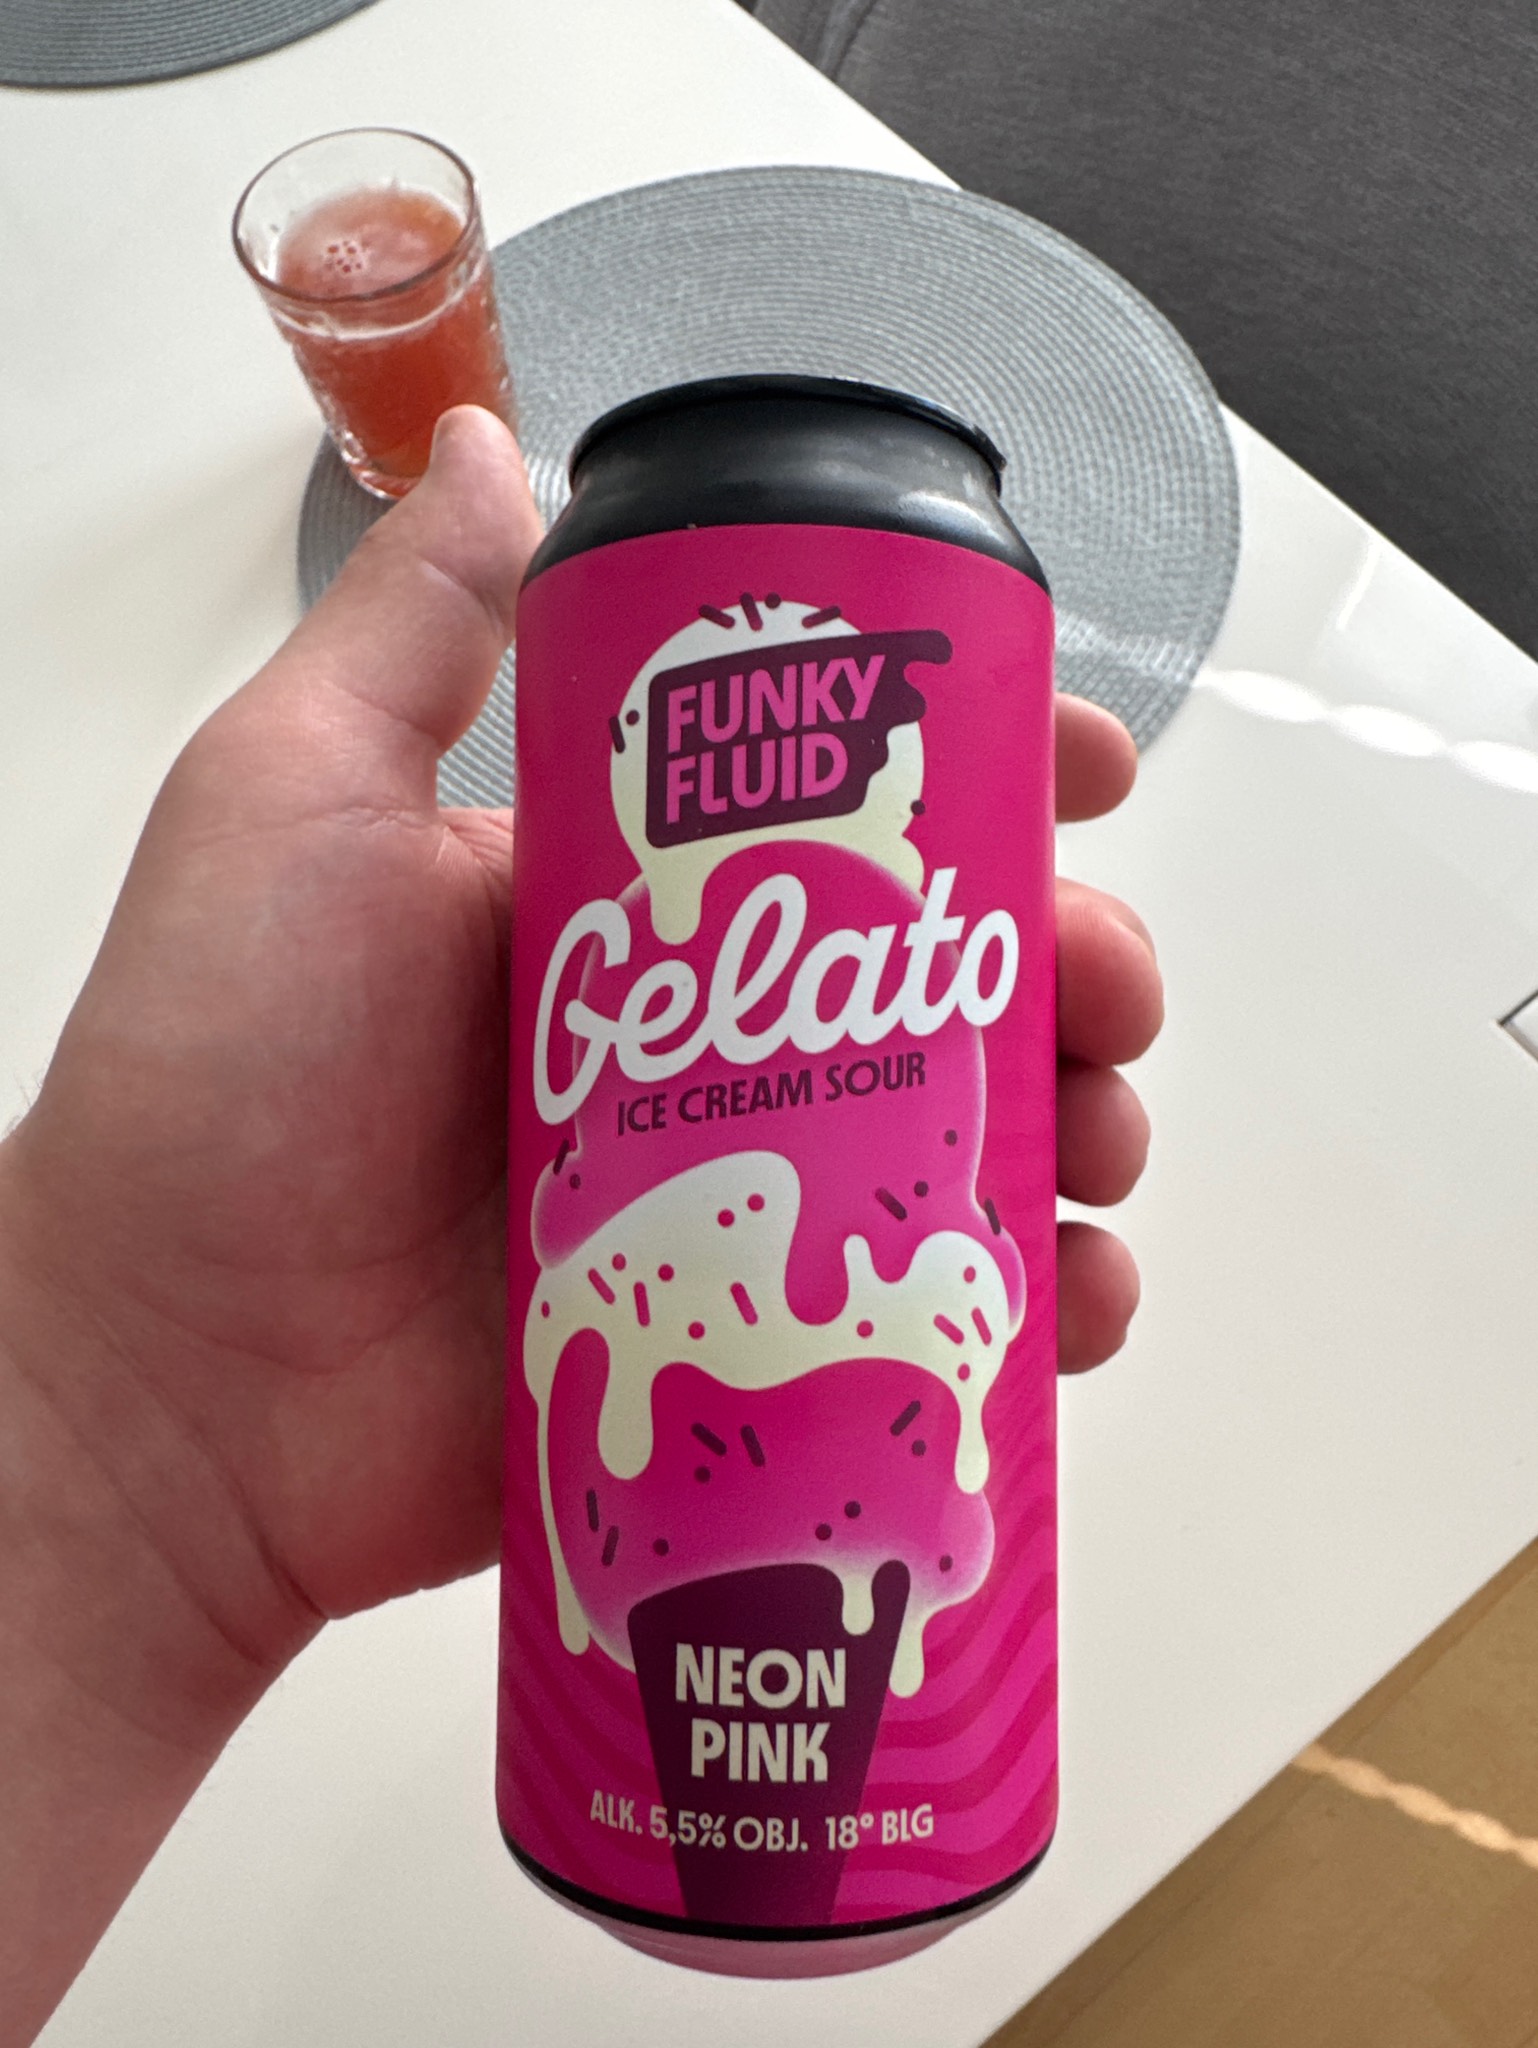 FUNKY
FLUID
Gelato
ICE CREAM SOUR
NEON
PINK
ALK. 5,5% OBJ. 18° BLG